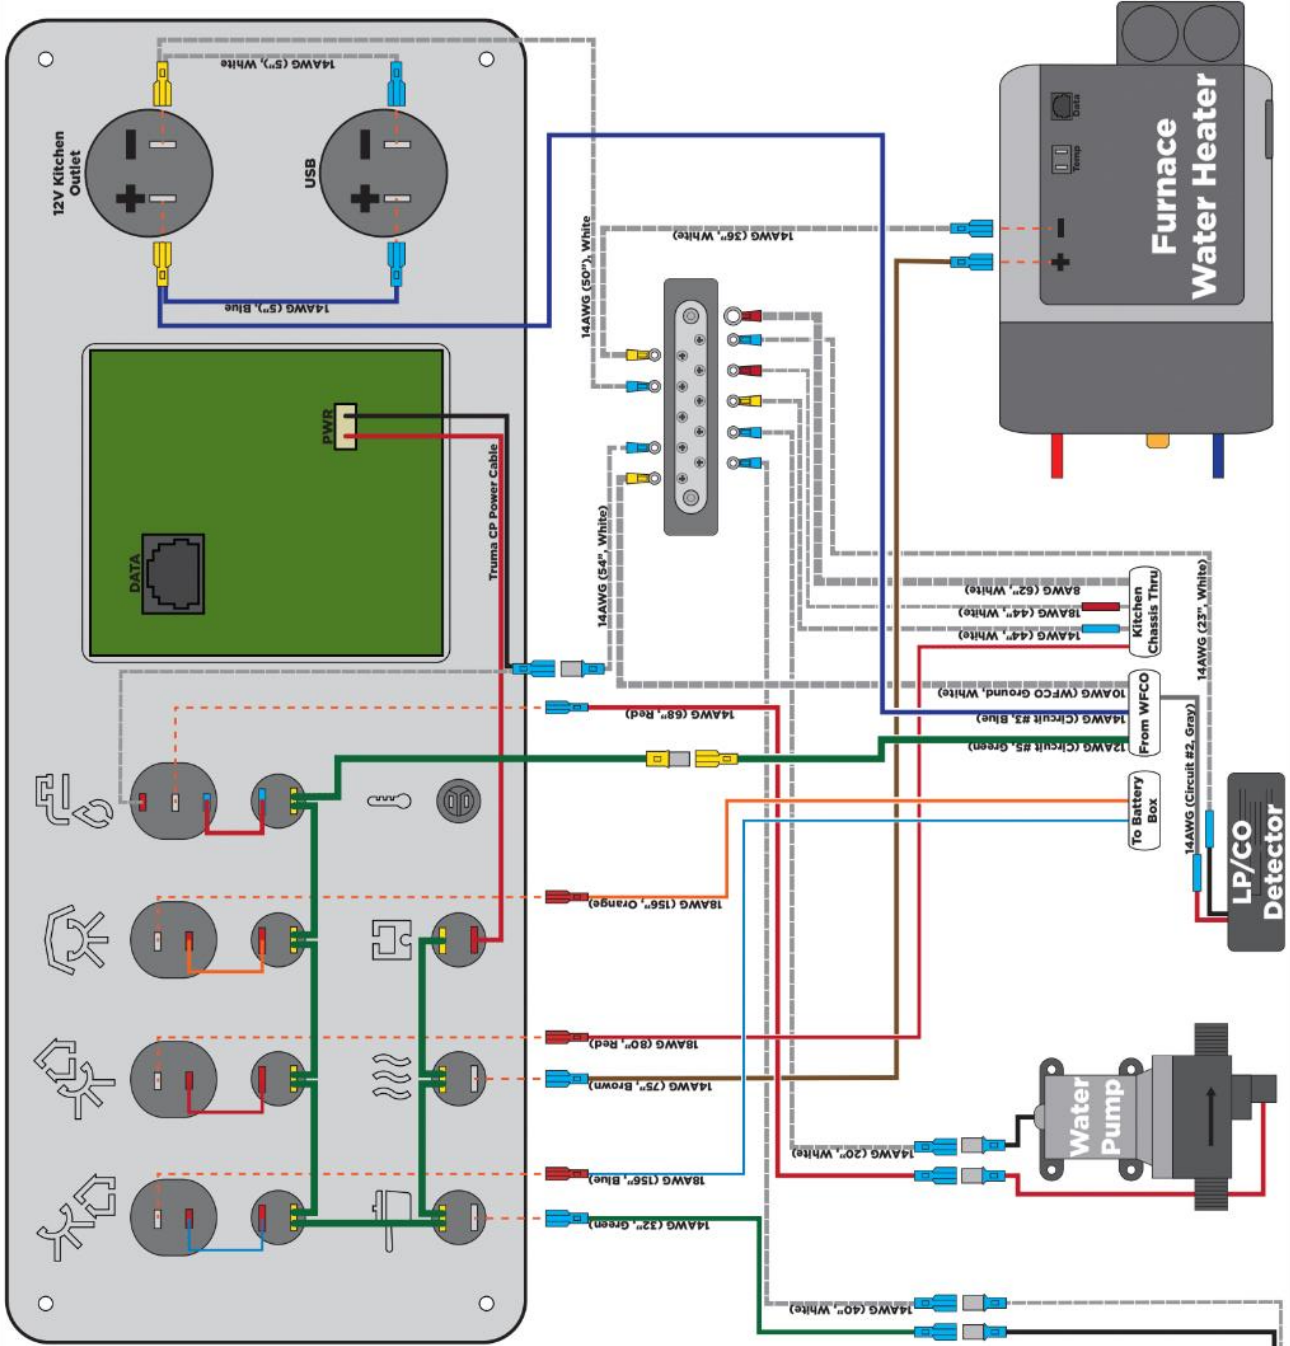 14AWG (5"), White
12V Kitchen
Outlet
USB
14AWG (5"), Blue
14AWG (50"), White
14AWG (36", White)
Data
Temp
Furnace
Water Heater
PWR
DATA
Truma CP Power Cable
14AWG (54", White)
8AWG (62", White)
18AWG (44", White)
14AWG (44", White)
Kitchen
Chassis Thru
14AWG (23", White)
10AWG (WFCO Ground, White)
14AWG (Circuit #3, Blue)
12AWG (Circuit #5, Green)
From WFCO
14AWG (Circuit #2, Gray)
14AWG (68", Red)
To Battery
Box
LP/CO
Detector
18AWG (156", Orange)
18AWG (80", Red)
14AWG (75", Brown)
Water
Pump
14AWG (20", White)
18AWG (156", Blue)
14AWG (32", Green)
14AWG (40", White)